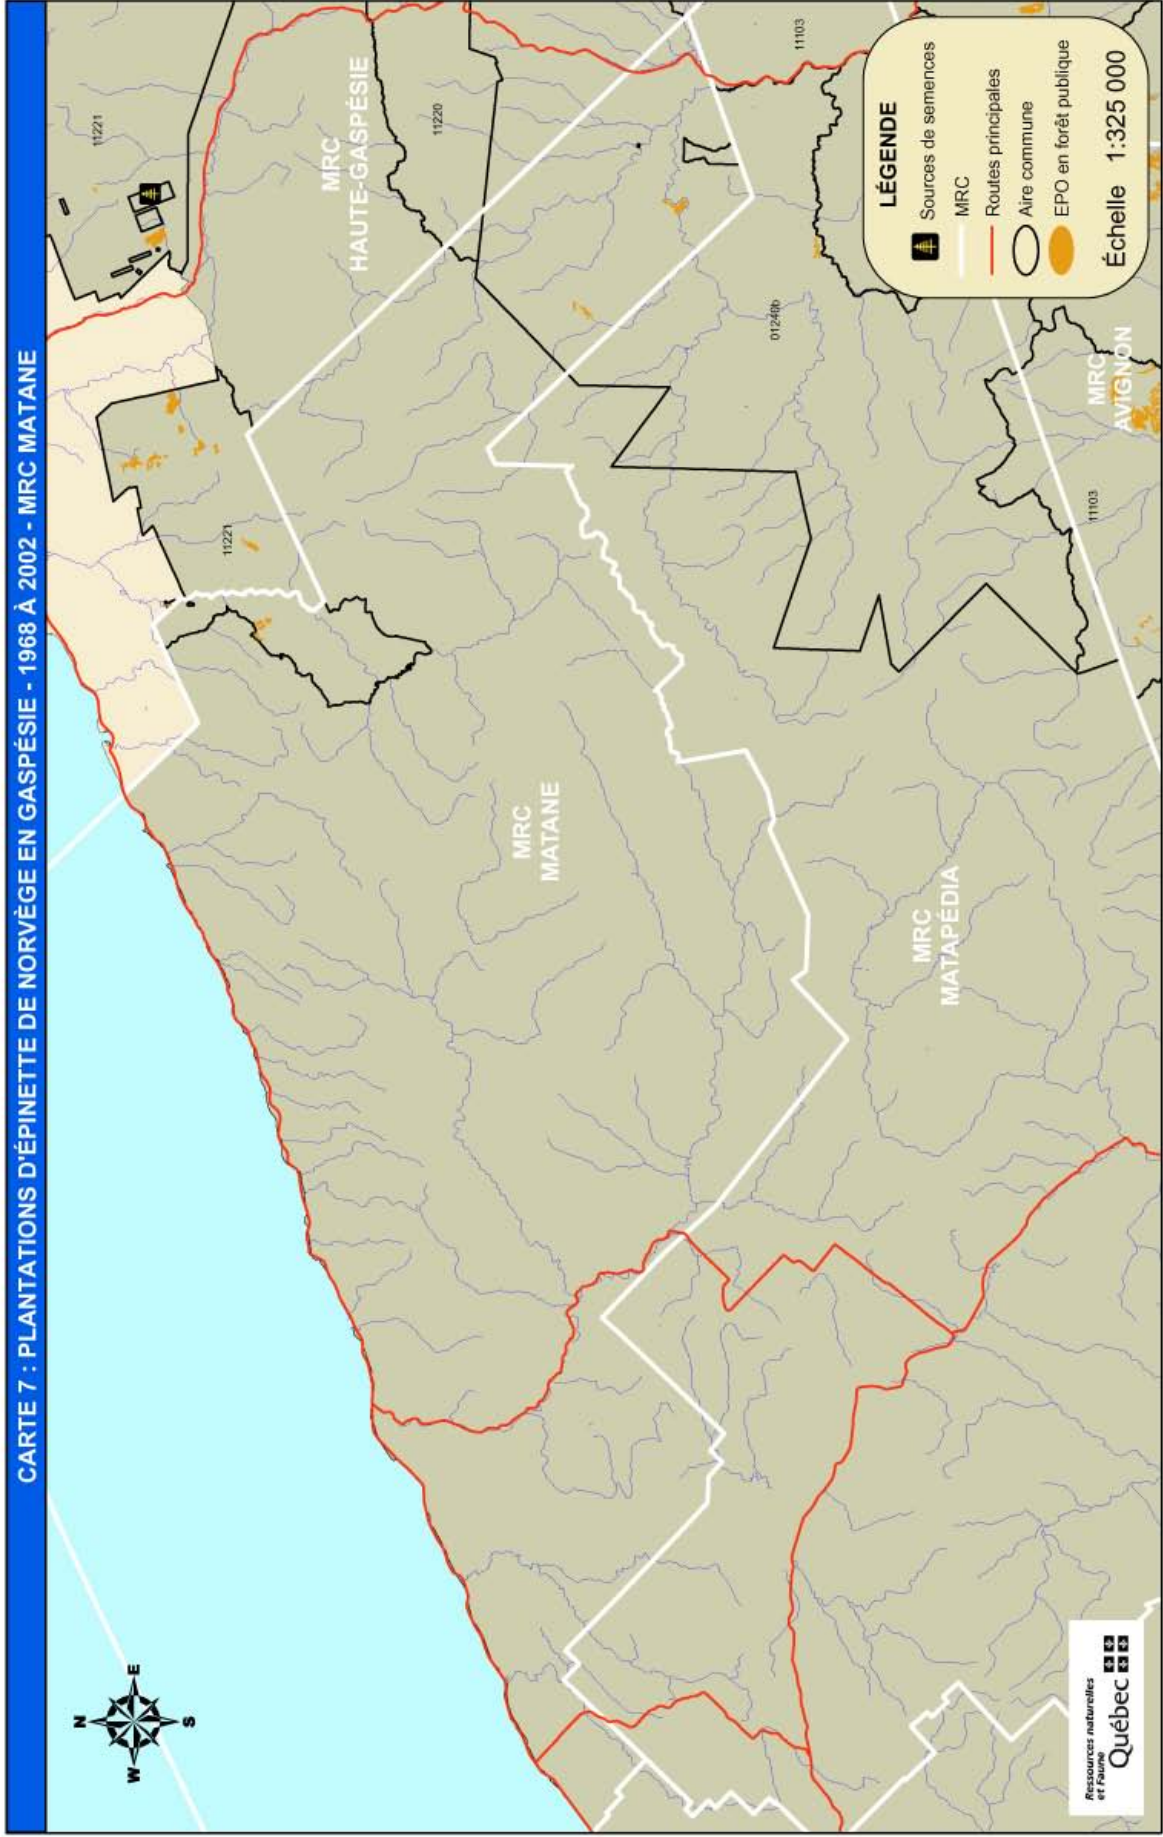 CARTE 7 : PLANTATIONS D'ÉPINETTE DE NORVÈGE EN GASPÉSIE - 1968 À 2002 - MRC MATANE
N
W
E
S
11221
MRC
HAUTE-GASPÉSIE
11220
11103
11221
01240b
MRC
MATANE
MRC
MATAPÉDIA
11103
MRC
AVIGNON
LÉGENDE
Sources de semences
MRC
Routes principales
Aire commune
EPO en forêt publique
Échelle 1:325 000
Ressources naturelles
et Faune
Québec